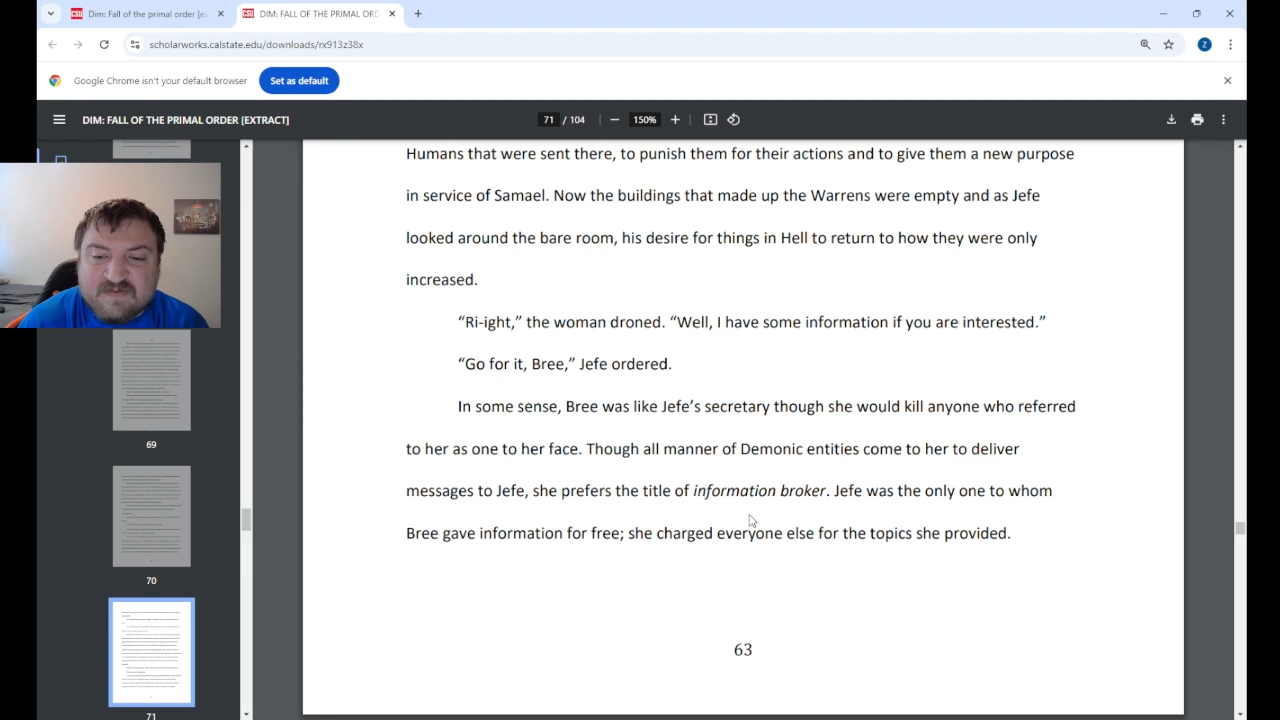 Dim: Fall of the primal order [e
DIM: FALL OF THE PRIMAL ORD
scholarworks.calstate.edu/downloads/rx913z38x
Z
Google Chrome isn't your default browser
Set as default
DIM: FALL OF THE PRIMAL ORDER [EXTRACT]
71 / 104
150%
Humans that were sent there, to punish them for their actions and to give them a new purpose
in service of Samael. Now the buildings that made up the Warrens were empty and as Jefe
looked around the bare room, his desire for things in Hell to return to how they were only
increased.
“Ri-ight,” the woman droned. “Well, I have some information if you are interested.”
“Go for it, Bree,” Jefe ordered.
In some sense, Bree was like Jefe’s secretary though she would kill anyone who referred
to her as one to her face. Though all manner of Demonic entities come to her to deliver
messages to Jefe, she prefers the title of information broker. Jefe was the only one to whom
Bree gave information for free; she charged everyone else for the topics she provided.
63
69
70
71